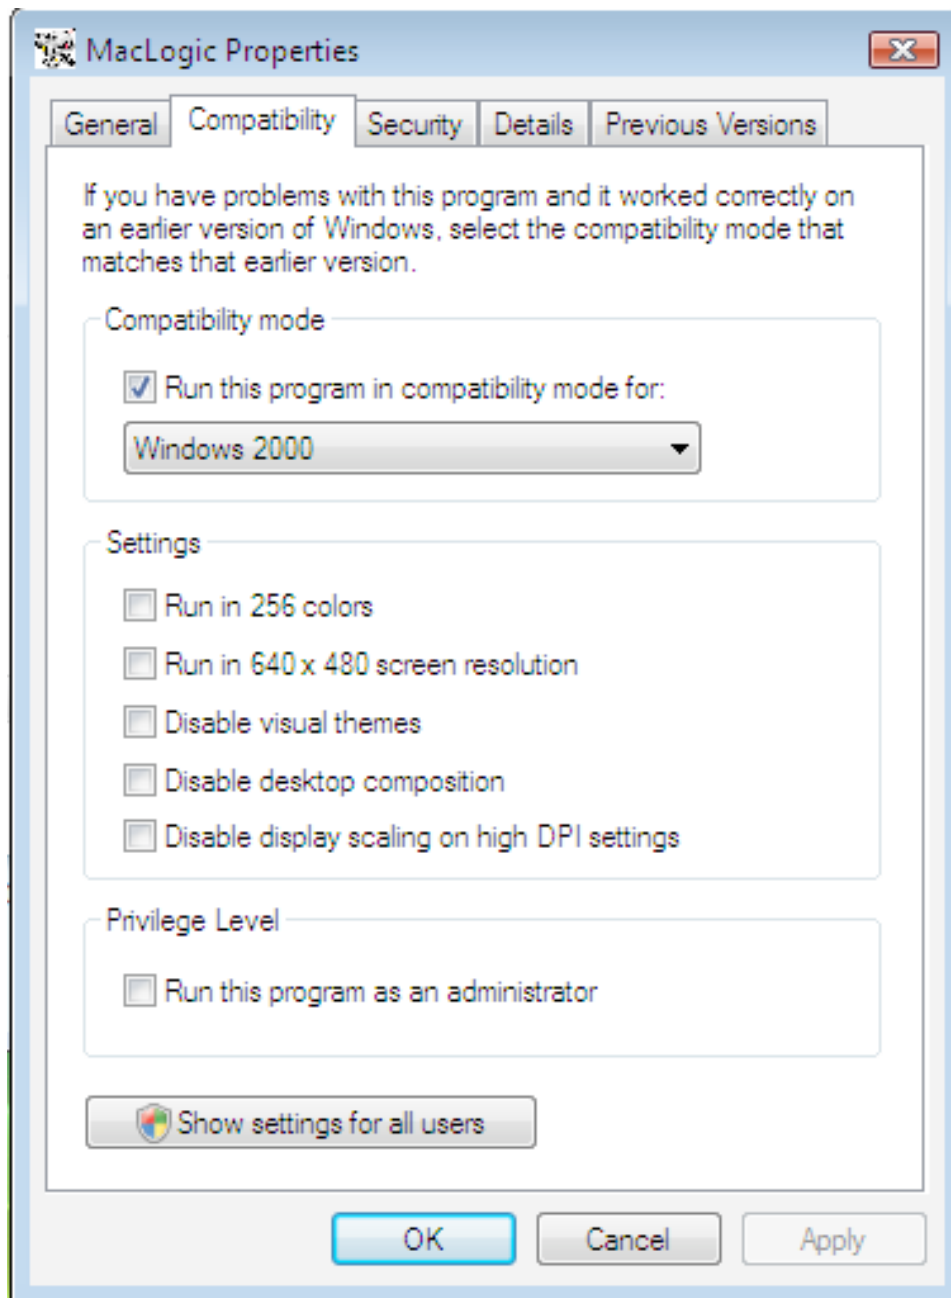 MacLogic Properties
General Compatibility Security Details Previous Versions
If you have problems with this program and it worked correctly on
an earlier version of Windows, select the compatibility mode that
matches that earlier version.
Compatibility mode
Run this program in compatibility mode for:
Windows 2000
Settings
Run in 256 colors
Run in 640 x 480 screen resolution
Disable visual themes
Disable desktop composition
Disable display scaling on high DPI settings
Privilege Level
Run this program as an administrator
Show settings for all users
OK Cancel Apply